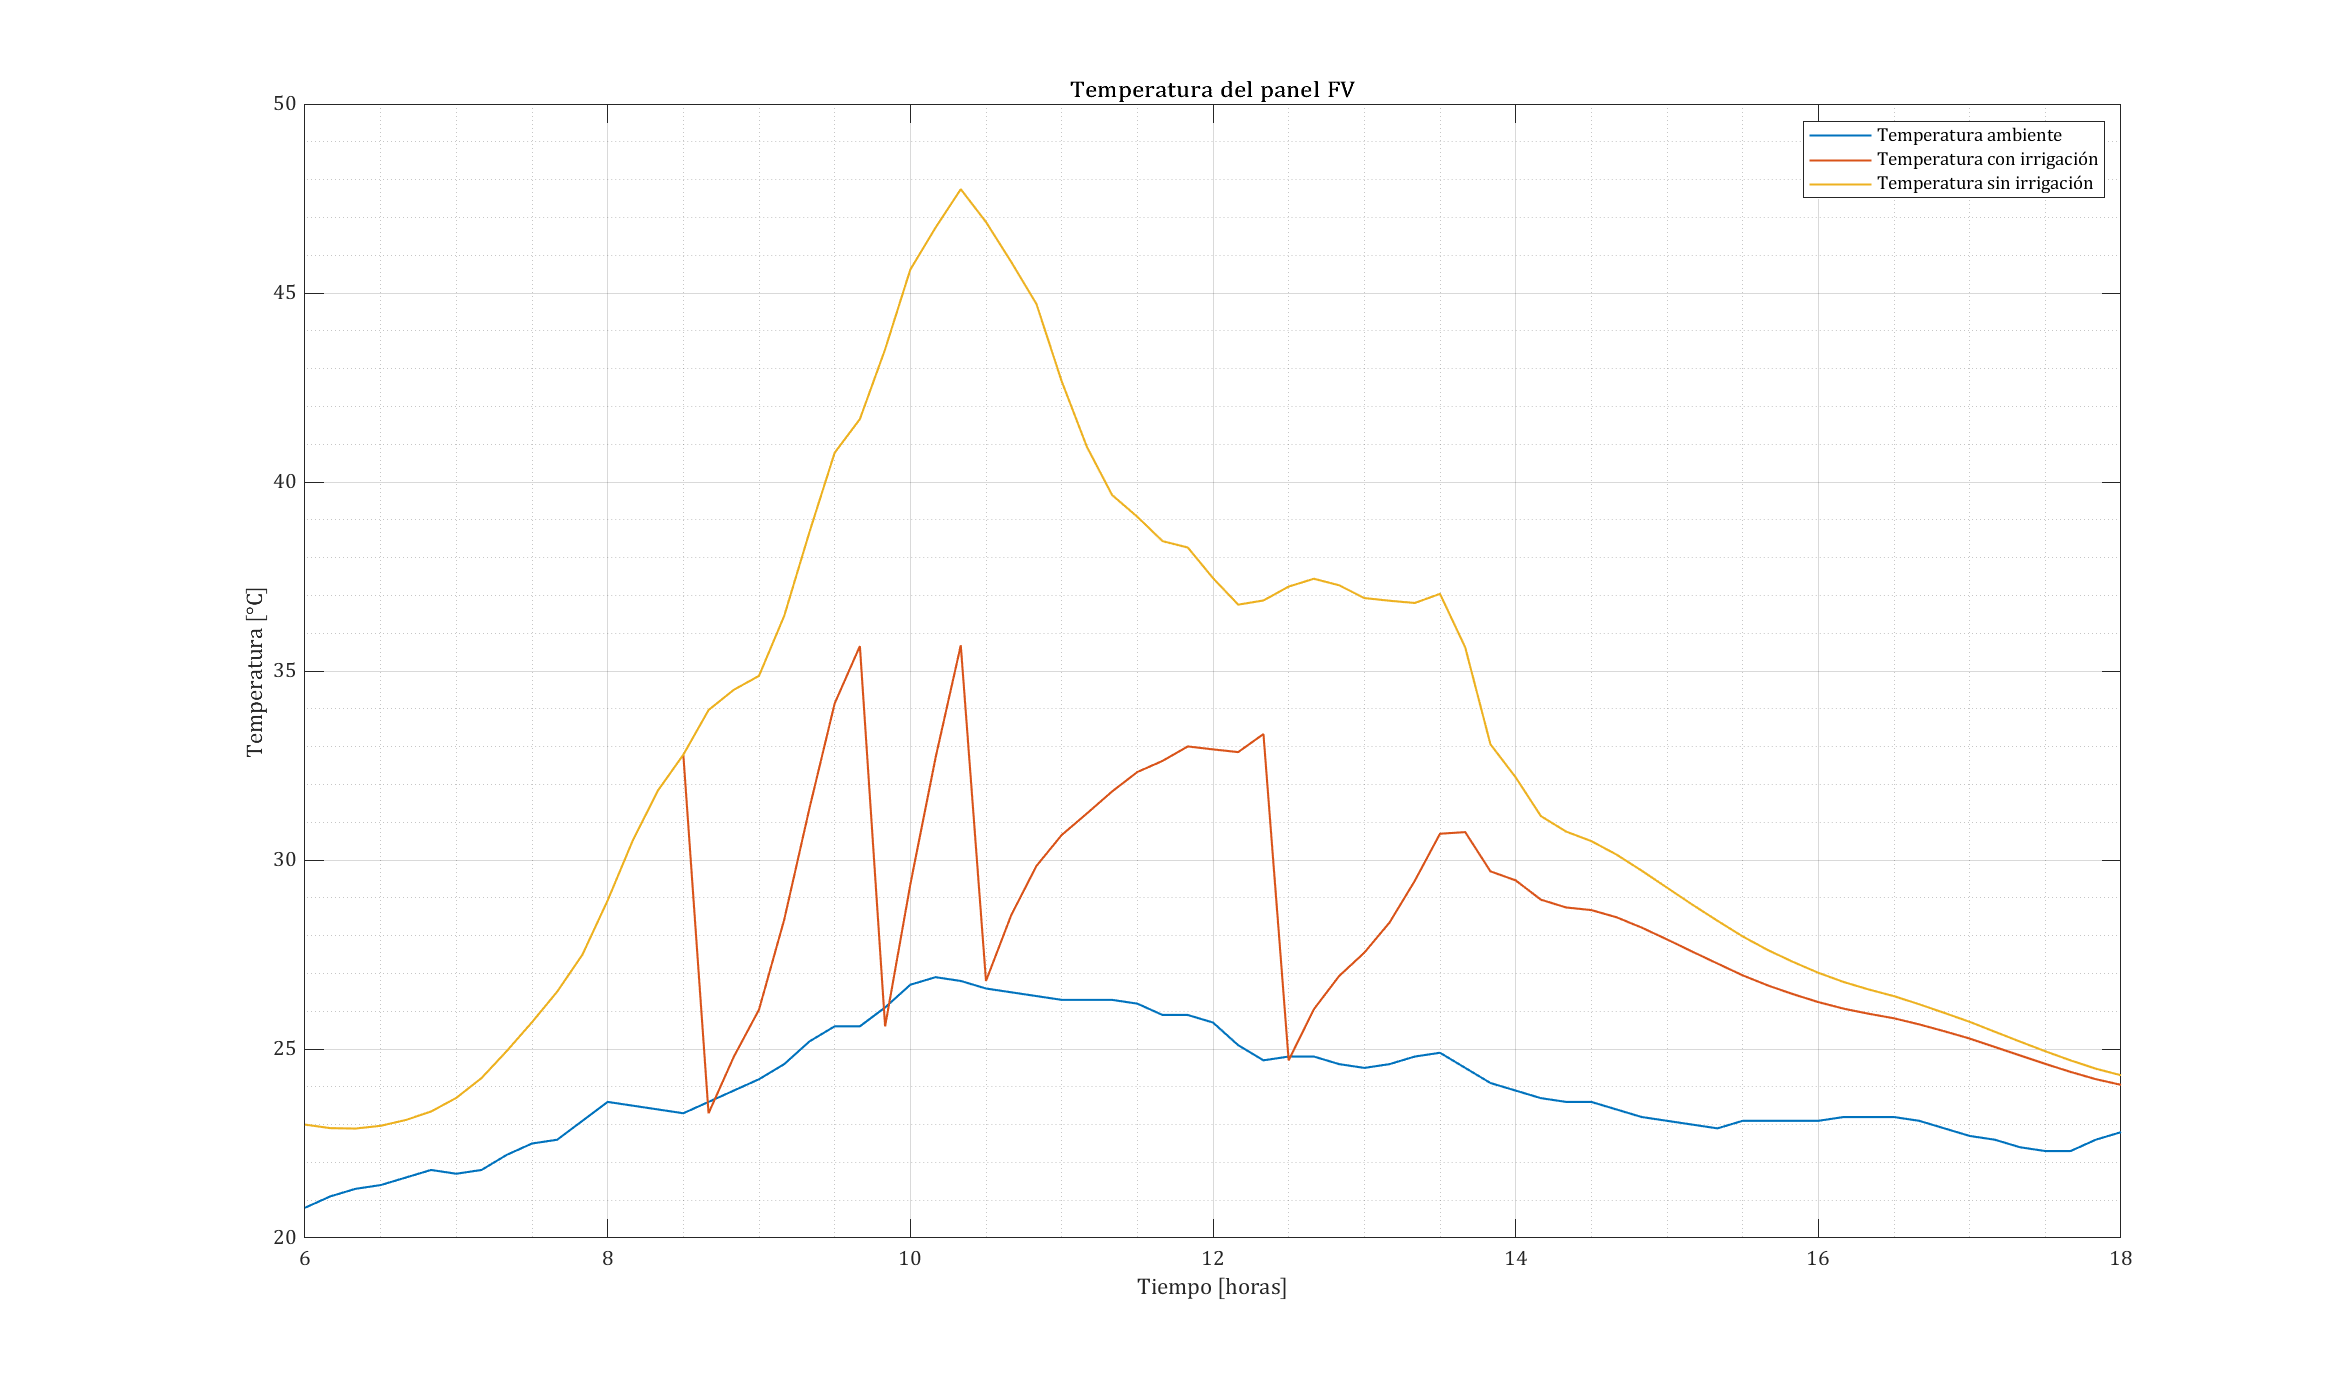 Temperatura del panel FV
50
Temperatura ambiente
Temperatura con irrigación
Temperatura sin irrigación
45
40
35
30
25
20
Temperatura [°C]
6 8 10 12 14 16 18
Tiempo [horas]